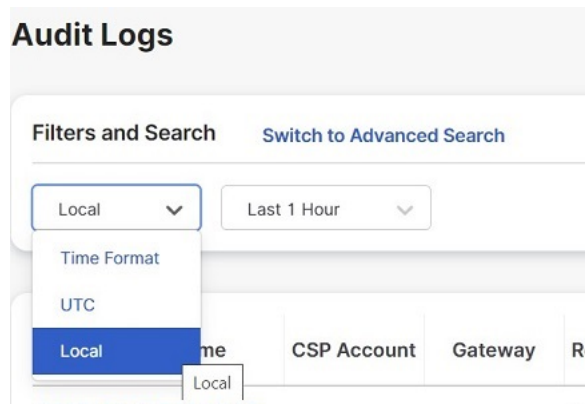 Audit Logs
Filters and Search Switch to Advanced Search
Local Last 1 Hour
Time Format
UTC
Local
CSP Account Gateway
Local